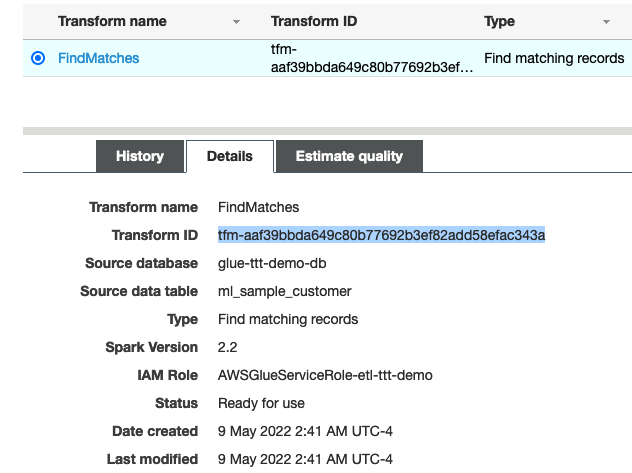 Transform name Transform ID Type
tfm-
FindMatches aaf39bbda649c80b77692b3ef... Find matching records
History Details Estimate quality
Transform name FindMatches
Transform ID tfm-aaf39bbda649c80b77692b3ef82add58efac343a
Source database glue-ttt-demo-db
Source data table ml_sample_customer
Type Find matching records
Spark Version 2.2
IAM Role AWSGlueServiceRole-etl-ttt-demo
Status Ready for use
Date created 9 May 2022 2:41 AM UTC-4
Last modified 9 May 2022 2:41 AM UTC-4